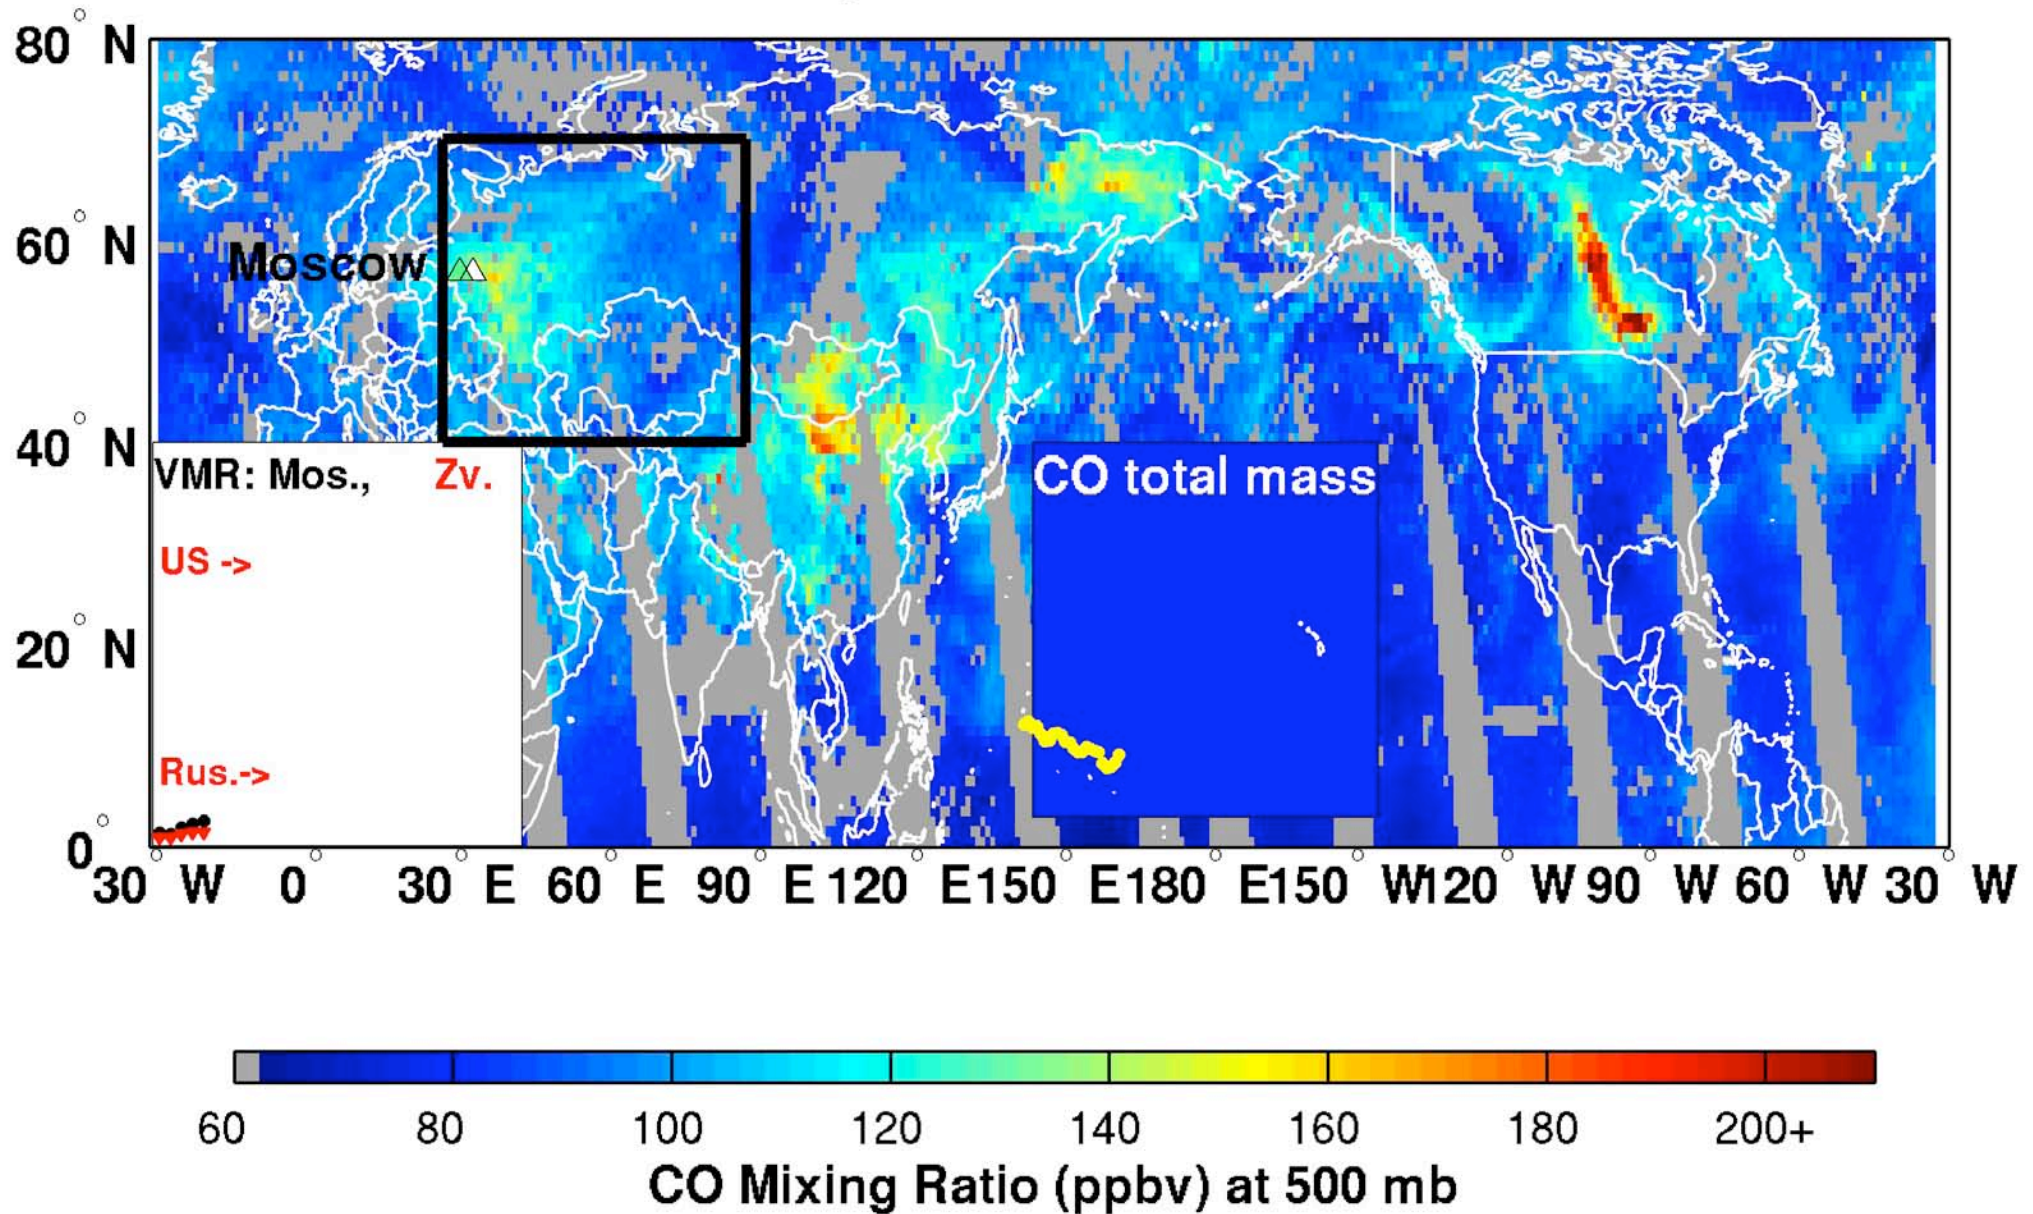 80° N
60° N
Moscow
40° N
VMR: Mos., Zv.
CO total mass
US ->
20° N
Rus.->
0°
30 W 0 30 E 60 E 90 E 120 E 150 E 180 E 150 W 120 W 90 W 60 W 30 W
60 80 100 120 140 160 180 200+
CO Mixing Ratio (ppbv) at 500 mb